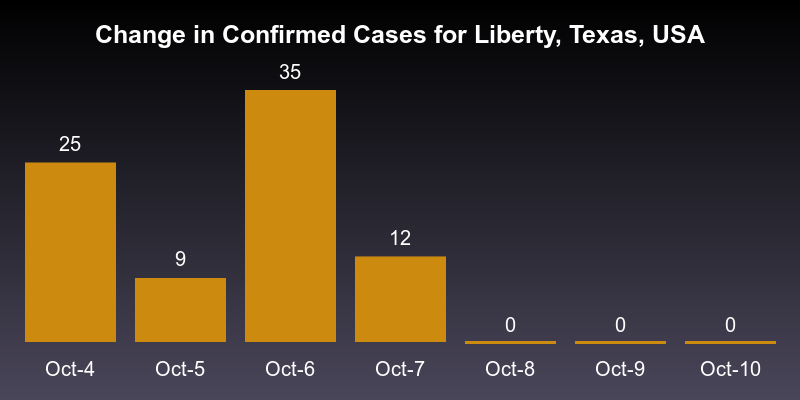 Change in Confirmed Cases for Liberty, Texas, USA
35
25
12
9
0 0 0
Oct-4 Oct-5 Oct-6 Oct-7 Oct-8 Oct-9 Oct-10